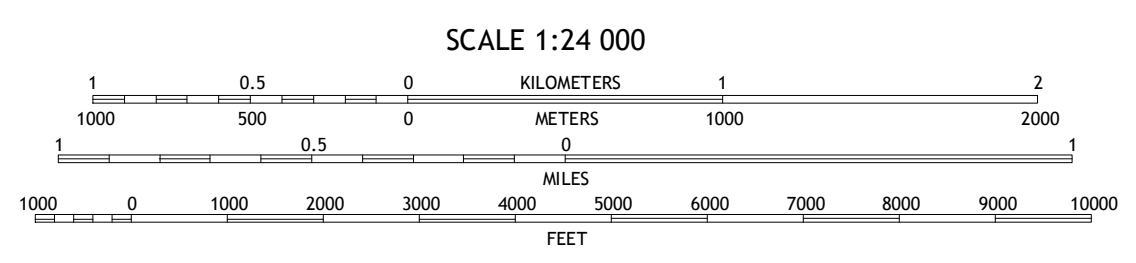 SCALE 1:24 000
1 0.5 0 KILOMETERS 1 2
1000 500 0 METERS 1000 2000
1 0.5 0 1
MILES
1000 0 1000 2000 3000 4000 5000 6000 7000 8000 9000 10000
FEET